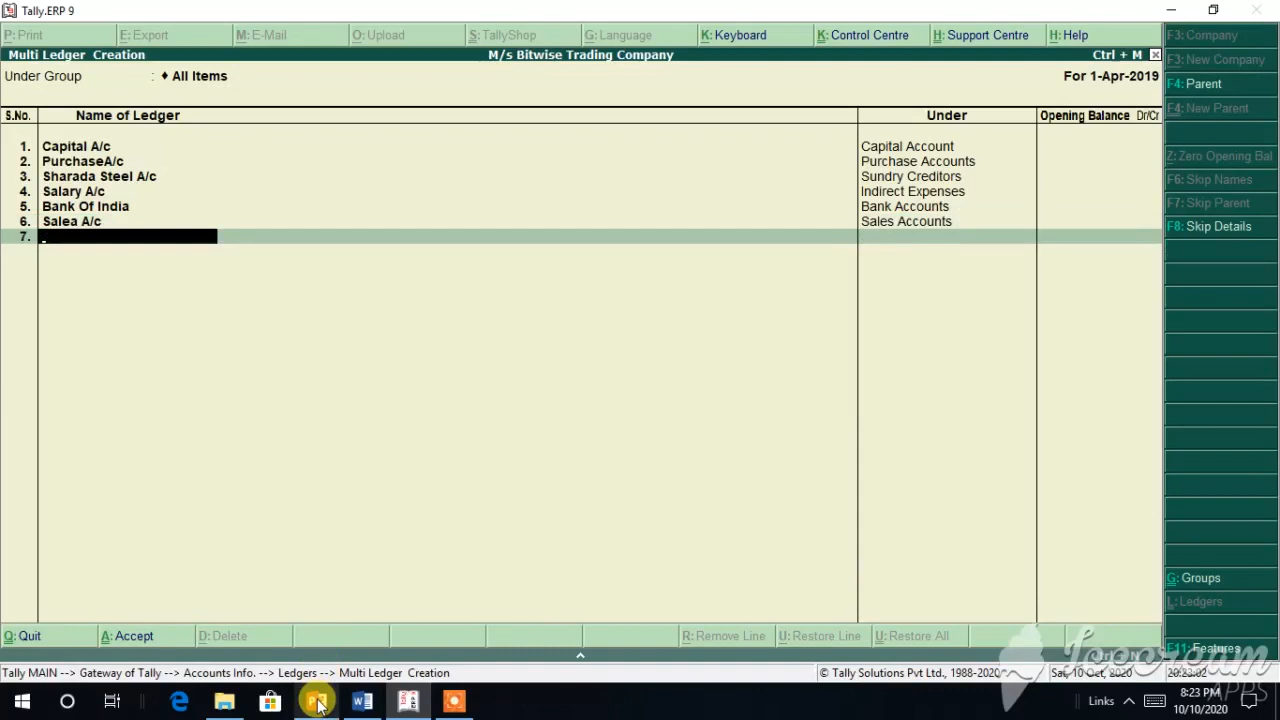 Tally.ERP 9
P: Print E: Export M: E-Mail O: Upload S: TallyShop G: Language K: Keyboard K: Control Centre H: Support Centre H: Help
Multi Ledger Creation M/s Bitwise Trading Company Ctrl + M
Under Group : ♦ All Items For 1-Apr-2019
S.No. Name of Ledger Under Opening Balance Dr/Cr
1. Capital A/c Capital Account
2. PurchaseA/c Purchase Accounts
3. Sharada Steel A/c Sundry Creditors
4. Salary A/c Indirect Expenses
5. Bank Of India Bank Accounts
6. Salea A/c Sales Accounts
7.
F3: Company
F3: New Company
F4: Parent
F4: New Parent
Z: Zero Opening Bal
F6: Skip Names
F7: Skip Parent
F8: Skip Details
G: Groups
L: Ledgers
F11: Features
Q: Quit A: Accept D: Delete R: Remove Line U: Restore Line U: Restore All
Tally MAIN --> Gateway of Tally --> Accounts Info. --> Ledgers --> Multi Ledger Creation © Tally Solutions Pvt Ltd., 1988-2020 Sat, 10 Oct, 2020 20:23:02
Icecream
APPS
Links 8:23 PM
10/10/2020